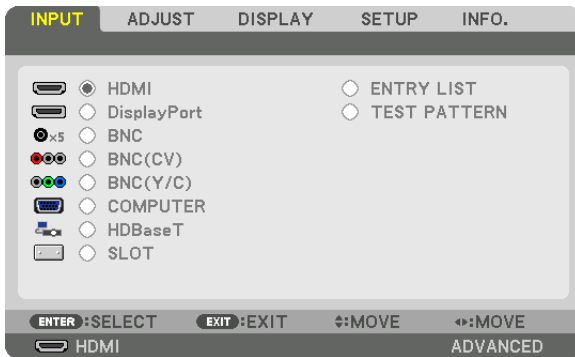 INPUT ADJUST DISPLAY SETUP INFO.
HDMI ENTRY LIST
DisplayPort TEST PATTERN
×5 BNC
BNC(CV)
BNC(Y/C)
COMPUTER
HDBaseT
SLOT
ENTER :SELECT EXIT :EXIT :MOVE :MOVE
HDMI ADVANCED